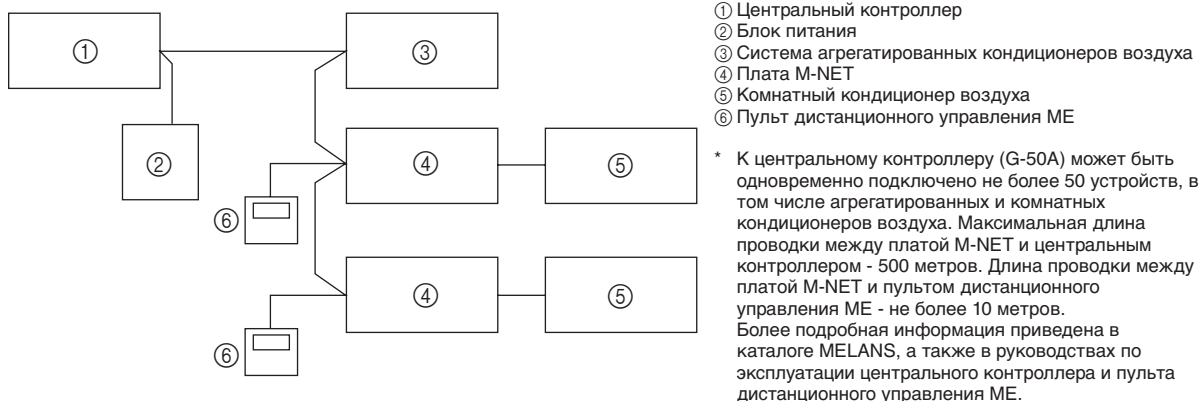 ①
③
②
④
⑤
⑥
④
⑤
⑥
① Центральный контроллер
② Блок питания
③ Система агрегатированных кондиционеров воздуха
④ Плата M-NET
⑤ Комнатный кондиционер воздуха
⑥ Пульт дистанционного управления ME
* К центральному контроллеру (G-50A) может быть
одновременно подключено не более 50 устройств, в
том числе агрегатированных и комнатных
кондиционеров воздуха. Максимальная длина
проводки между платой M-NET и центральным
контроллером - 500 метров. Длина проводки между
платой M-NET и пультом дистанционного
управления ME - не более 10 метров.
Более подробная информация приведена в
каталоге MELANS, а также в руководствах по
эксплуатации центрального контроллера и пульта
дистанционного управления ME.